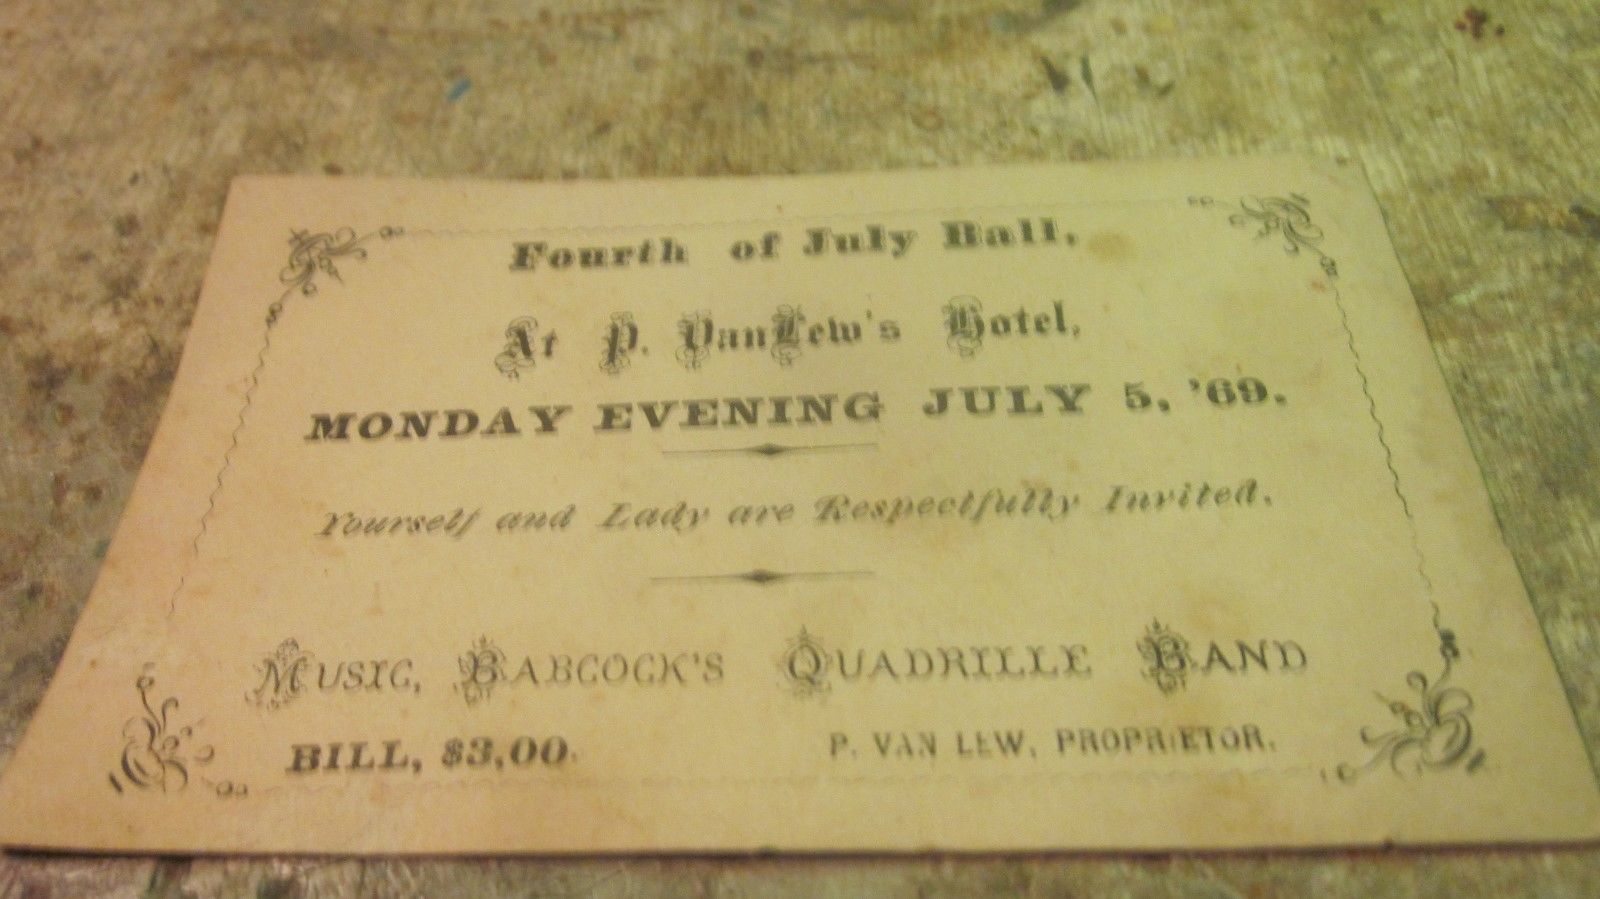 Fourth of July Ball,
At P. VanLew's Hotel,
MONDAY EVENING JULY 5, '69.
Yourself and Lady are Respectfully Invited.
MUSIC, BABCOCK'S QUADRILLE BAND
BILL, $3,00.
P. VAN LEW, PROPRIETOR.